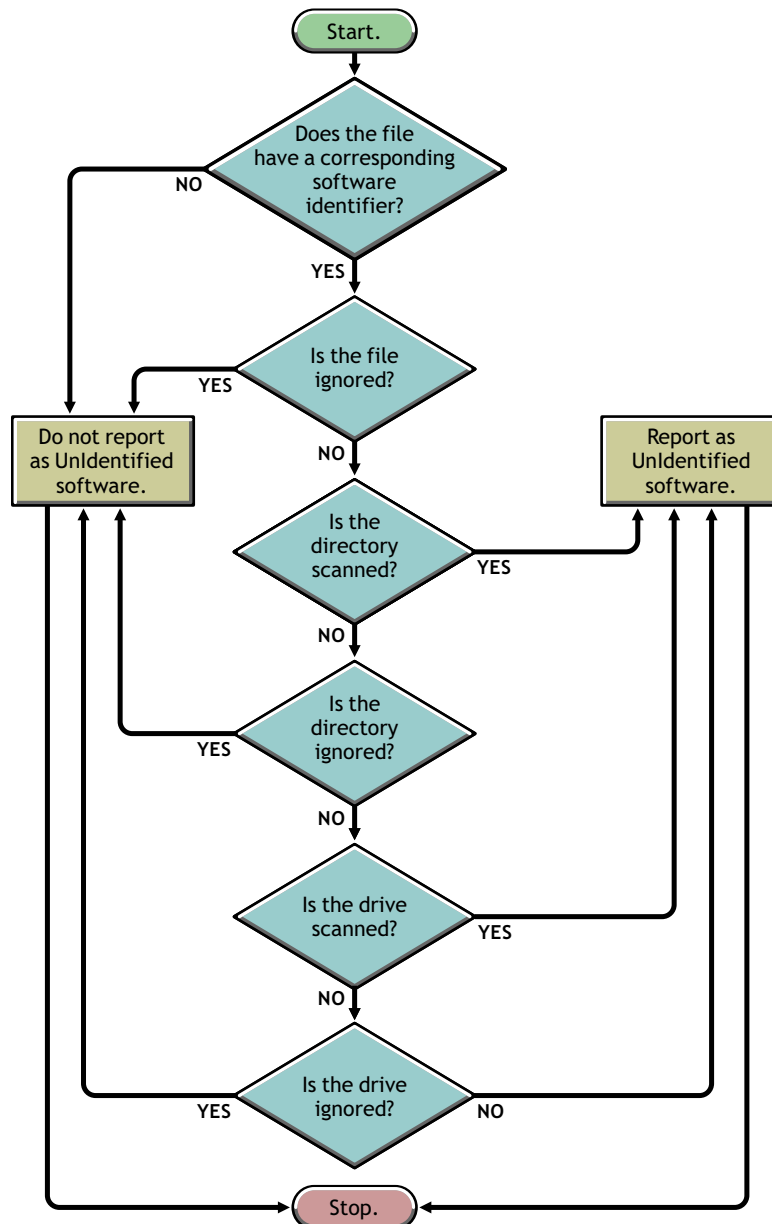 Start.
Does the file
have a corresponding
software
identifier?
NO
YES
Is the file
ignored?
YES
NO
Do not report
as UnIdentified
software.
Report as
UnIdentified
software.
Is the
directory
scanned?
YES
NO
Is the
directory
ignored?
YES
NO
Is the drive
scanned?
YES
NO
Is the drive
ignored?
YES
NO
Stop.